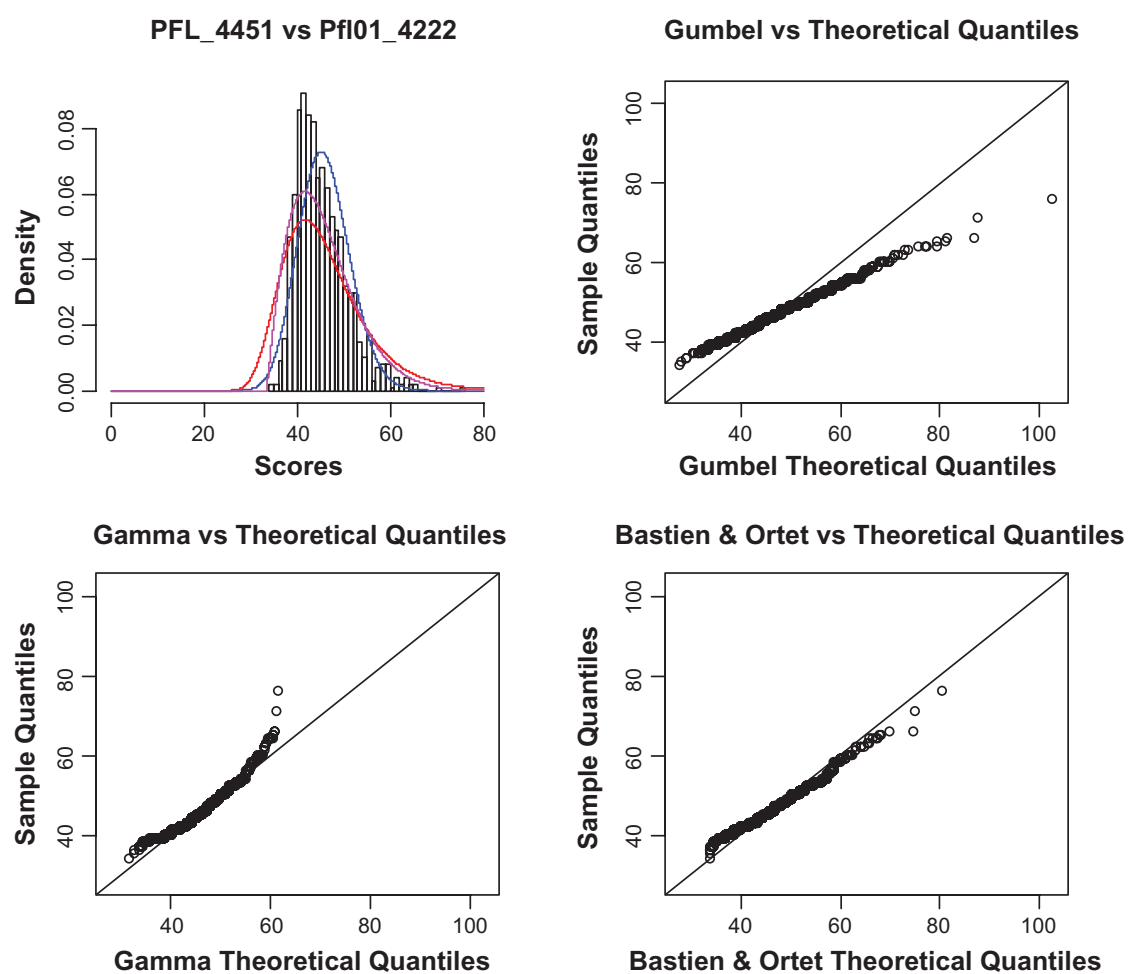 PFL_4451 vs Pfl01_4222
Density
0.00 0.02 0.04 0.06 0.08
0 20 40 60 80
Scores
Gumbel vs Theoretical Quantiles
Sample Quantiles
40 60 80 100
40 60 80 100
Gumbel Theoretical Quantiles
Gamma vs Theoretical Quantiles
Sample Quantiles
40 60 80 100
40 60 80 100
Gamma Theoretical Quantiles
Bastien & Ortet vs Theoretical Quantiles
Sample Quantiles
40 60 80 100
40 60 80 100
Bastien & Ortet Theoretical Quantiles